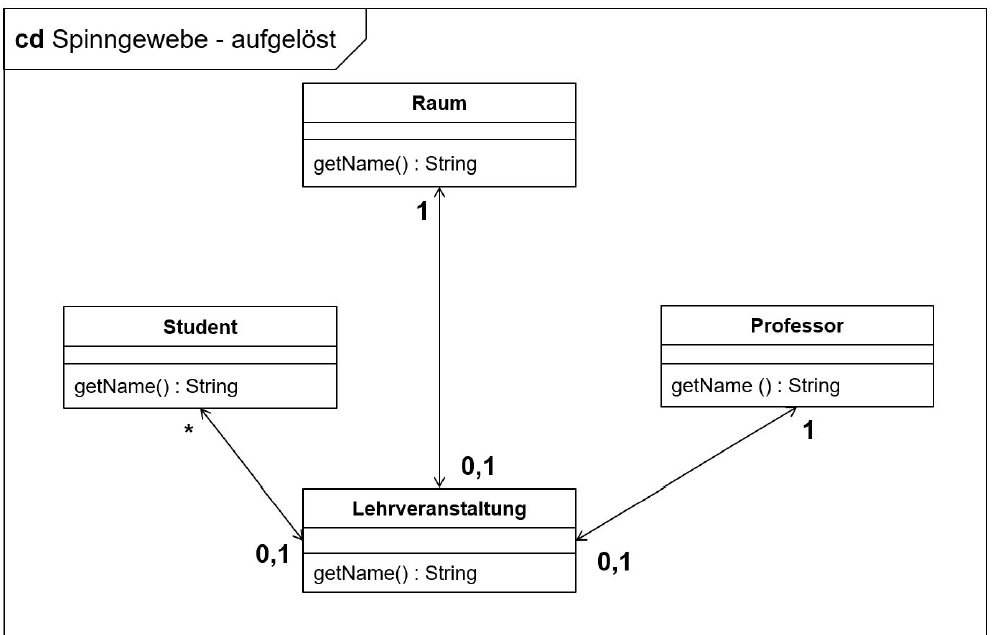 cd Spinngewebe - aufgelöst
Raum
getName() : String
1
Student
getName() : String
*
Professor
getName () : String
1
0,1
Lehrveranstaltung
getName() : String
0,1
0,1